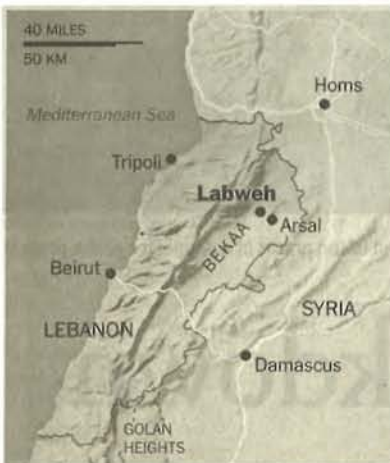 40 MILES
50 KM
Homs
Mediterranean Sea
Tripoli
Labweh
Arsal
BEKAA
Beirut
SYRIA
LEBANON
Damascus
GOLAN
HEIGHTS